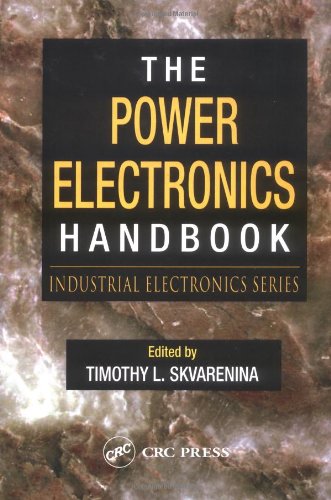 THE
POWER
ELECTRONICS
HANDBOOK
INDUSTRIAL ELECTRONICS SERIES
Edited by
TIMOTHY L. SKVARENINA
CRC
CRC PRESS